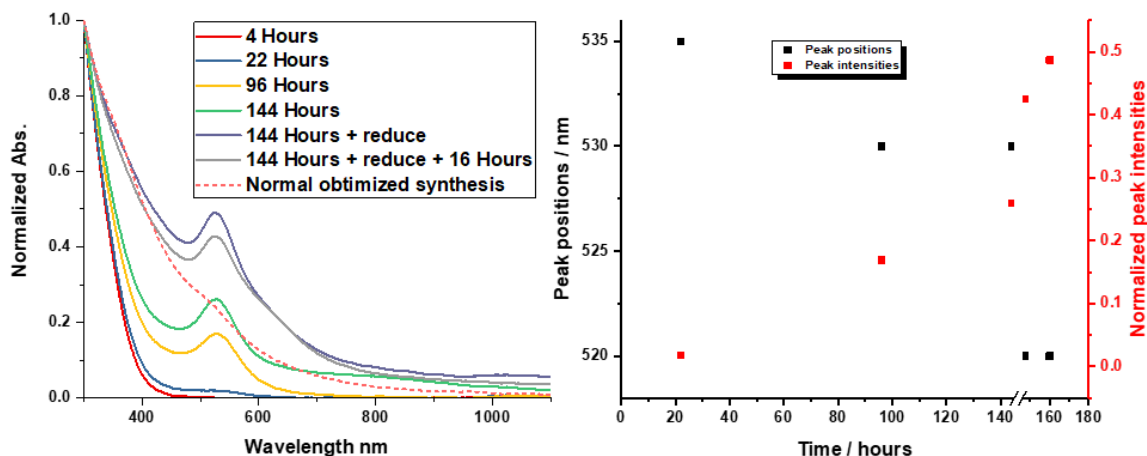 1.0
0.8
0.6
0.4
0.2
0.0
Normalized Abs.
4 Hours
22 Hours
96 Hours
144 Hours
144 Hours + reduce
144 Hours + reduce + 16 Hours
Normal obtimized synthesis
400 600 800 1000
Wavelength nm
535
530
525
520
Peak positions / nm
Peak positions
Peak intensities
0.5
0.4
0.3
0.2
0.1
0.0
Normalized peak intensities
0 20 40 60 80 100 120 140 160 180
Time / hours